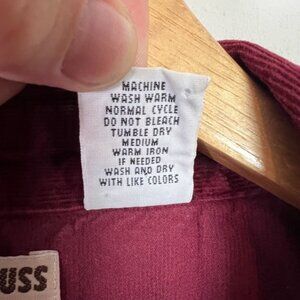 MACHINE
WASH WARM
NORMAL CYCLE
DO NOT BLEACH
TUMBLE DRY
MEDIUM
WARM IRON
IF NEEDED
WASH AND DRY
WITH LIKE COLORS
USS